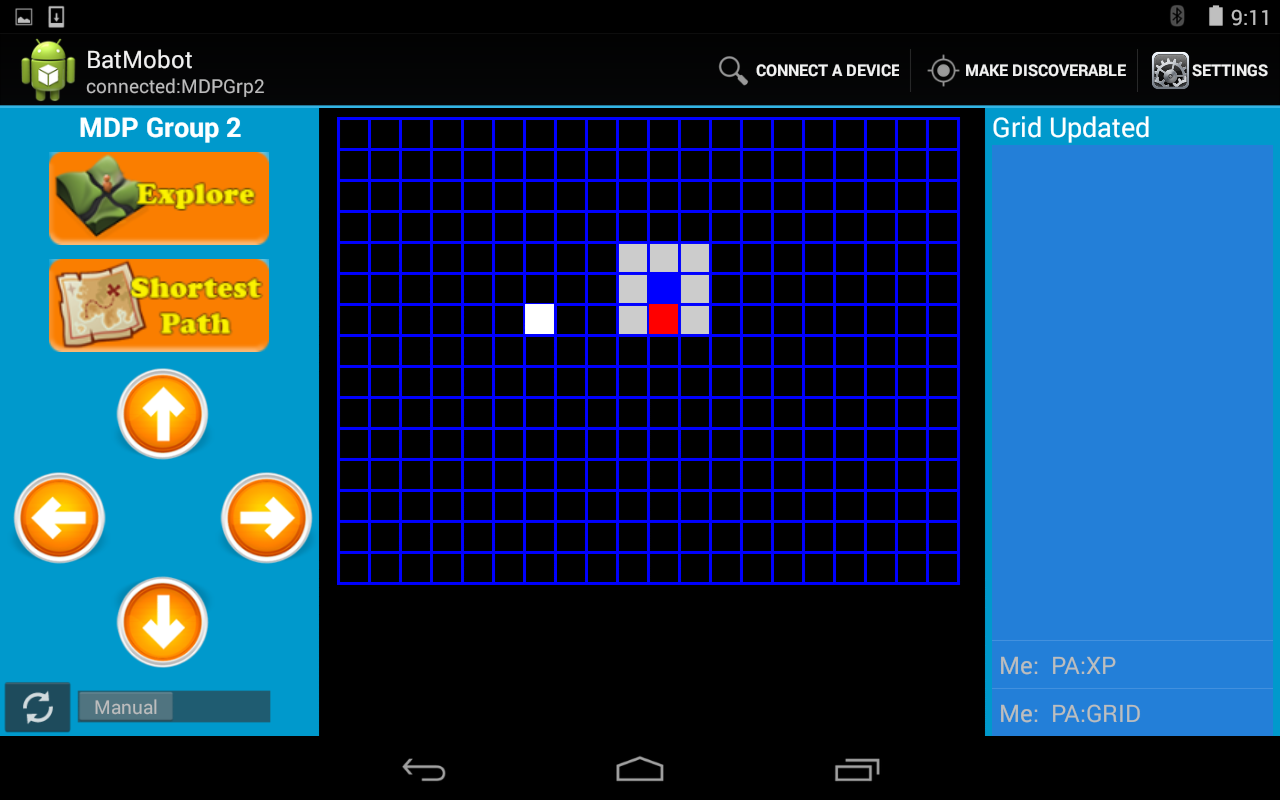 9:11
BatMobot
connected:MDPGrp2
CONNECT A DEVICE
MAKE DISCOVERABLE
SETTINGS
MDP Group 2
Explore
Shortest
Path
Manual
Grid Updated
Me: PA:XP
Me: PA:GRID